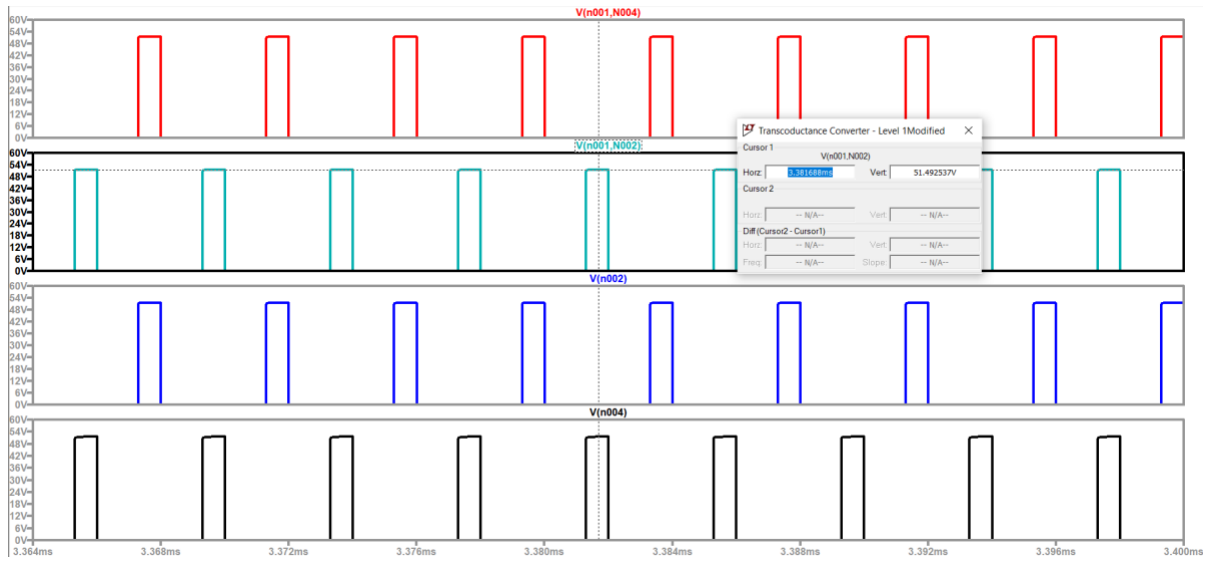 V(n001,N004)
60V
54V
48V
42V
36V
30V
24V
18V
12V
6V
0V
V(n001,N002)
60V
54V
48V
42V
36V
30V
24V
18V
12V
6V
0V
Transcoductance Converter - Level 1Modified
Cursor 1
V(n001,N002)
Horz: 3.381688ms Vert: 51.492537V
Cursor 2
Horz: -- N/A-- Vert: -- N/A--
Diff (Cursor2 - Cursor1)
Horz: -- N/A-- Vert: -- N/A--
Freq: -- N/A-- Slope: -- N/A--
V(n002)
60V
54V
48V
42V
36V
30V
24V
18V
12V
6V
0V
V(n004)
60V
54V
48V
42V
36V
30V
24V
18V
12V
6V
0V
3.364ms 3.368ms 3.372ms 3.376ms 3.380ms 3.384ms 3.388ms 3.392ms 3.396ms 3.400ms